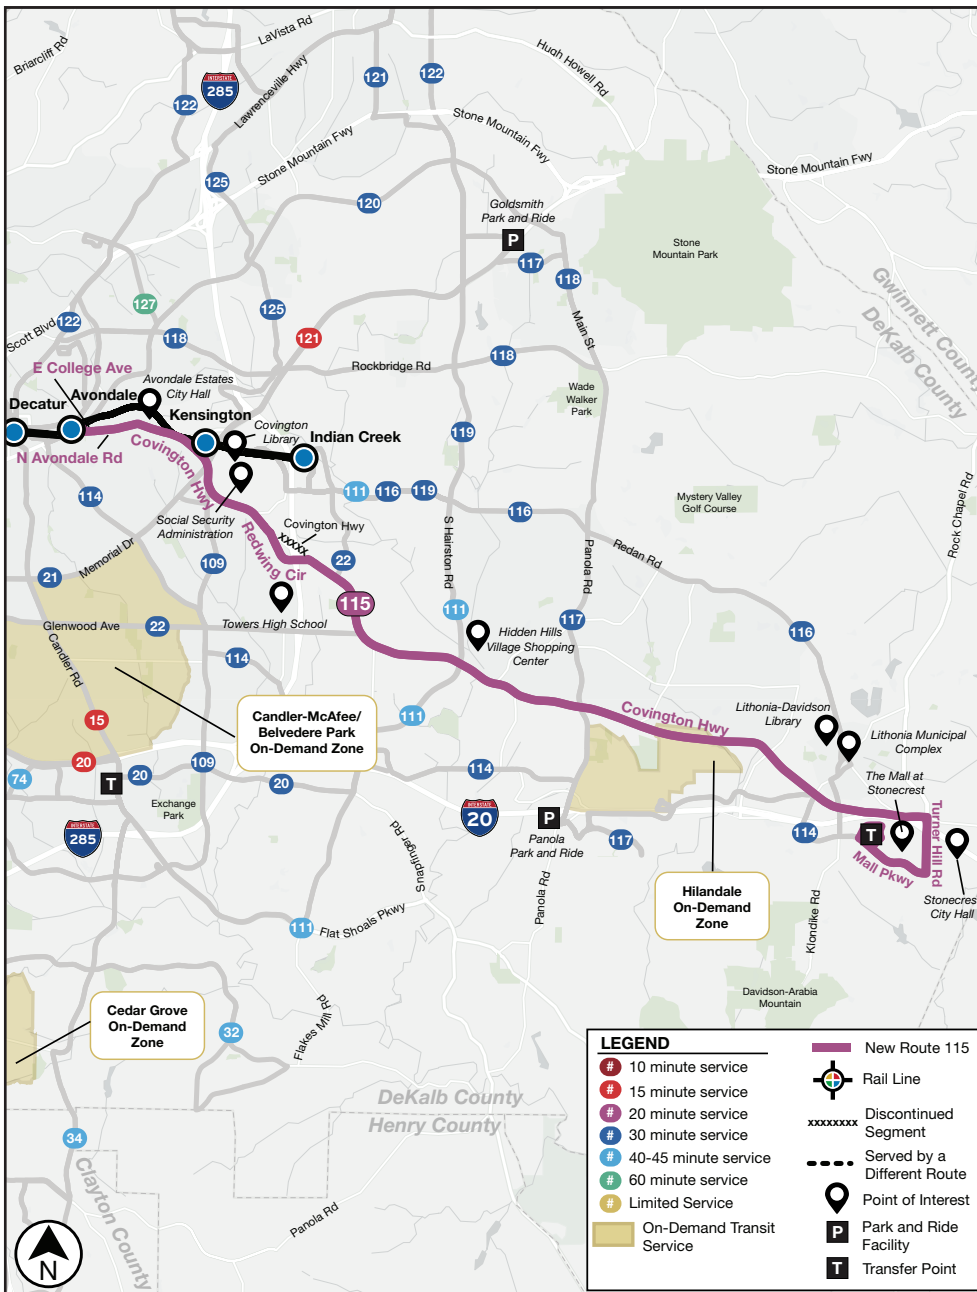 LaVista Rd
Briarcliff Rd
Hugh Howell Rd
INTERSTATE
285
121
122
122
Lawrenceville Hwy
Stone Mountain Fwy
Stone Mountain Fwy
Stone Mountain Fwy
125
120
Goldsmith
Park and Ride
P
Stone
Mountain Park
117
118
Gwinnett County
DeKalb County
127
125
122
Scott Blvd
118
121
Main St
118
Rockbridge Rd
E College Ave
Avondale Estates
City Hall
Wade
Walker
Park
Decatur
Avondale
Kensington
Covington
Library
Indian Creek
119
N Avondale Rd
Covington Hwy
Rock Chapel Rd
114
111
116
119
Mystery Valley
Golf Course
Social Security
Administration
Covington Hwy
xxxxx
116
S Hairston Rd
Redan Rd
Redwing Cir
Panola Rd
Memorial Dr
109
22
21
Towers High School
115
111
117
Glenwood Ave
22
116
Hidden Hills
Village Shopping
Center
Candler Rd
114
Candler-McAfee/
Belvedere Park
On-Demand Zone
111
15
Covington Hwy
Lithonia-Davidson
Library
Lithonia Municipal
Complex
20
109
74
T
20
20
114
The Mall at
Stonecrest
Exchange
Park
INTERSTATE
20
P
Panola
Park and Ride
117
114
T
Turner Hill Rd
INTERSTATE
285
Mall Pkwy
Snapfinger Rd
Panola Rd
Hilandale
On-Demand
Zone
Klondike Rd
Stonecrest
City Hall
111
Flat Shoals Pkwy
Davidson-Arabia
Mountain
Cedar Grove
On-Demand
Zone
Flakes Mill Rd
32
DeKalb County
Henry County
34
Clayton County
Panola Rd
N
LEGEND
# 10 minute service
# 15 minute service
# 20 minute service
# 30 minute service
# 40-45 minute service
# 60 minute service
# Limited Service
On-Demand Transit
Service
New Route 115
Rail Line
xxxxxxxx Discontinued
Segment
Served by a
Different Route
Point of Interest
P Park and Ride
Facility
T Transfer Point